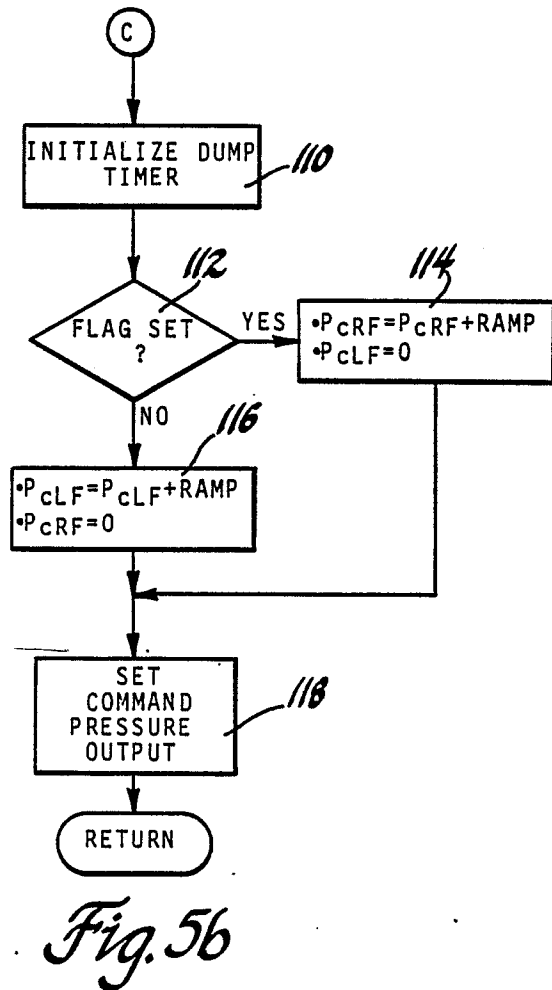 C
INITIALIZE DUMP
TIMER
110
112
FLAG SET
?
YES
114
•PcRF=PcRF+RAMP
•PcLF=0
NO
116
•PcLF=PcLF+RAMP
•PcRF=0
SET
COMMAND
PRESSURE
OUTPUT
118
RETURN
Fig. 5b